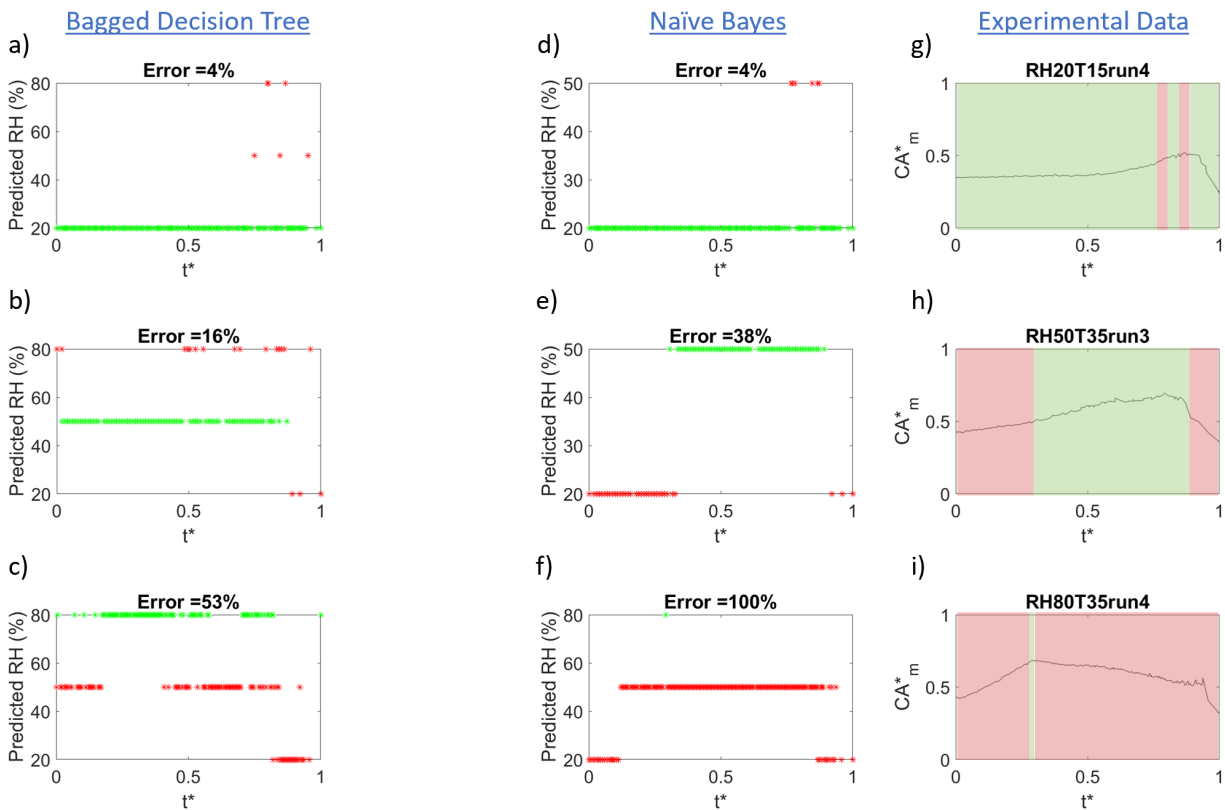 Bagged Decision Tree
Naïve Bayes
Experimental Data
a)
Error =4%
Predicted RH (%)
80
60
40
20
0
0.5
1
t*
d)
Error =4%
Predicted RH (%)
50
40
30
20
0
0.5
1
t*
g)
RH20T15run4
CA*m
1
0.5
0
0
0.5
1
t*
b)
Error =16%
Predicted RH (%)
80
60
40
20
0
0.5
1
t*
e)
Error =38%
Predicted RH (%)
50
40
30
20
0
0.5
1
t*
h)
RH50T35run3
CA*m
1
0.5
0
0
0.5
1
t*
c)
Error =53%
Predicted RH (%)
80
60
40
20
0
0.5
1
t*
f)
Error =100%
Predicted RH (%)
80
60
40
20
0
0.5
1
t*
i)
RH80T35run4
CA*m
1
0.5
0
0
0.5
1
t*